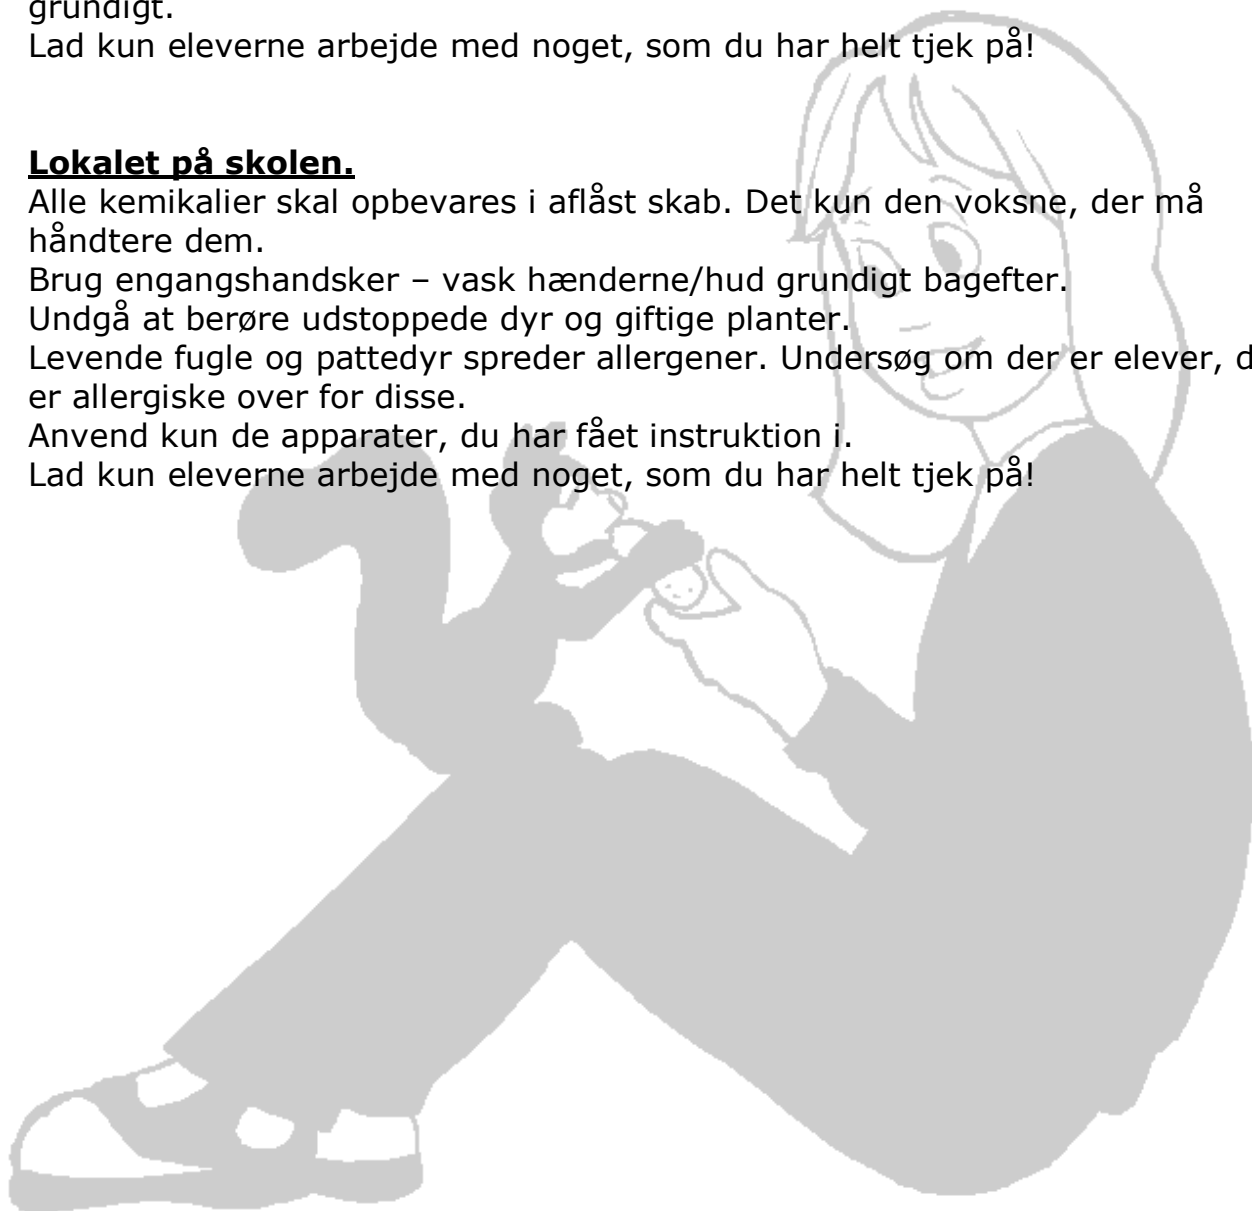 grundigt.
Lad kun eleverne arbejde med noget, som du har helt tjek på!
Lokalet på skolen.
Alle kemikalier skal opbevares i aflåst skab. Det kun den voksne, der må
håndtere dem.
Brug engangshandsker – vask hænderne/hud grundigt bagefter.
Undgå at berøre udstoppede dyr og giftige planter.
Levende fugle og pattedyr spreder allergener. Undersøg om der er elever,
er allergiske over for disse.
Anvend kun de apparater, du har fået instruktion i.
Lad kun eleverne arbejde med noget, som du har helt tjek på!